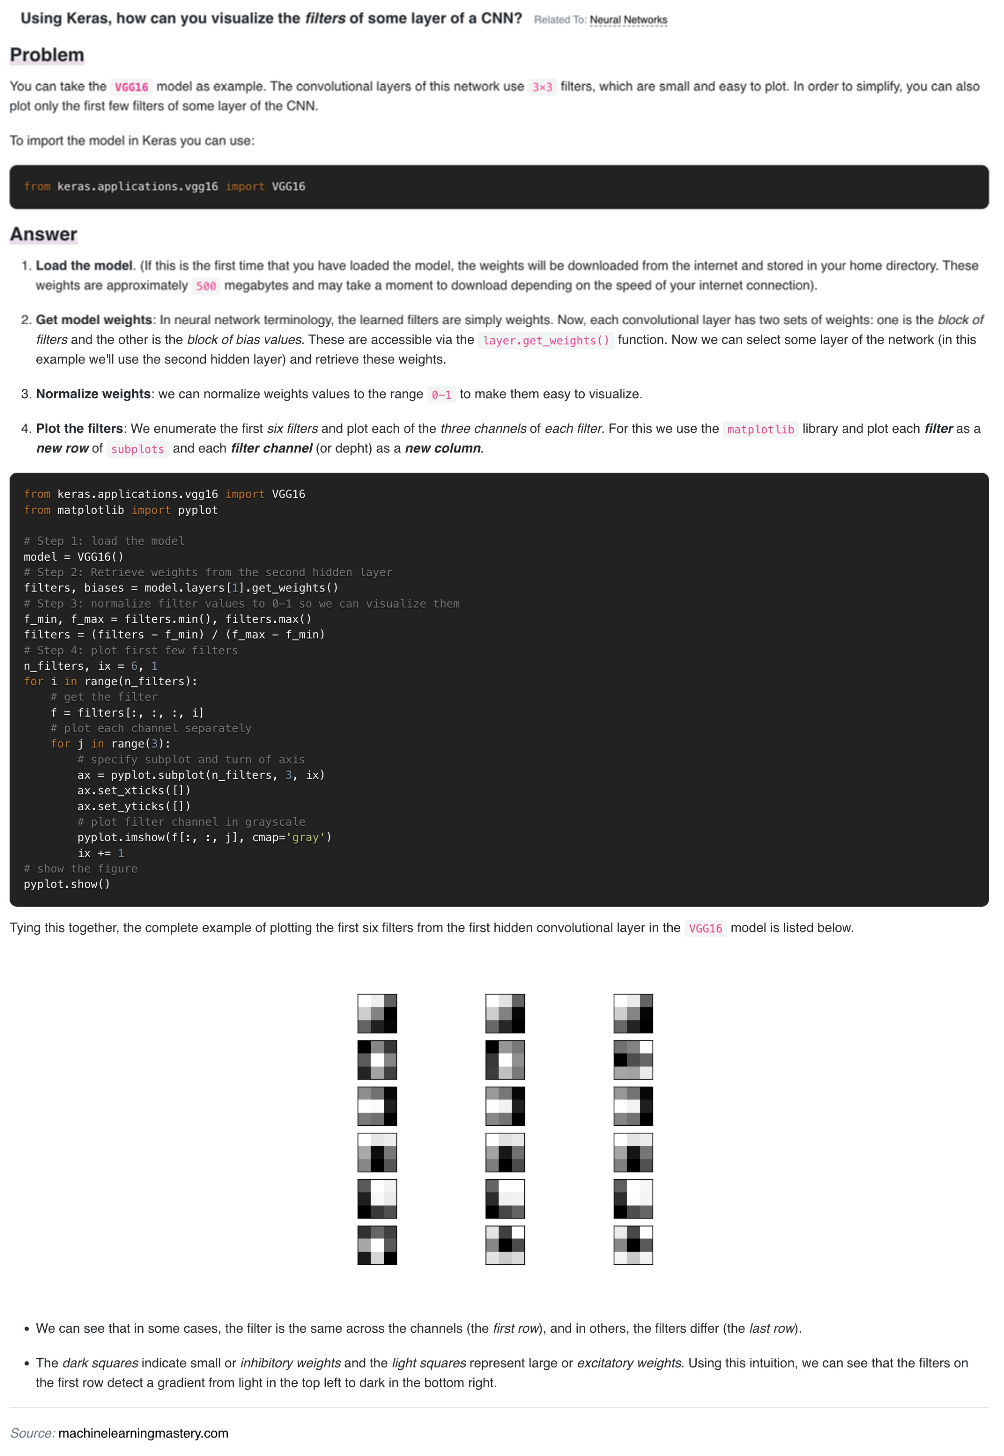 Using Keras, how can you visualize the filters of some layer of a CNN? Related To: Neural Networks
Problem
You can take the VGG16 model as example. The convolutional layers of this network use 3×3 filters, which are small and easy to plot. In order to simplify, you can also
plot only the first few filters of some layer of the CNN.
To import the model in Keras you can use:
from keras.applications.vgg16 import VGG16
Answer
1. Load the model. (If this is the first time that you have loaded the model, the weights will be downloaded from the internet and stored in your home directory. These
weights are approximately 500 megabytes and may take a moment to download depending on the speed of your internet connection).
2. Get model weights: In neural network terminology, the learned filters are simply weights. Now, each convolutional layer has two sets of weights: one is the block of
filters and the other is the block of bias values. These are accessible via the layer.get_weights() function. Now we can select some layer of the network (in this
example we'll use the second hidden layer) and retrieve these weights.
3. Normalize weights: we can normalize weights values to the range 0-1 to make them easy to visualize.
4. Plot the filters: We enumerate the first six filters and plot each of the three channels of each filter. For this we use the matplotlib library and plot each filter as a
new row of subplots and each filter channel (or depht) as a new column.
from keras.applications.vgg16 import VGG16
from matplotlib import pyplot
# Step 1: load the model
model = VGG16()
# Step 2: Retrieve weights from the second hidden layer
filters, biases = model.layers[1].get_weights()
# Step 3: normalize filter values to 0-1 so we can visualize them
f_min, f_max = filters.min(), filters.max()
filters = (filters - f_min) / (f_max - f_min)
# Step 4: plot first few filters
n_filters, ix = 6, 1
for i in range(n_filters):
    # get the filter
    f = filters[:, :, :, i]
    # plot each channel separately
    for j in range(3):
        # specify subplot and turn of axis
        ax = pyplot.subplot(n_filters, 3, ix)
        ax.set_xticks([])
        ax.set_yticks([])
        # plot filter channel in grayscale
        pyplot.imshow(f[:, :, j], cmap='gray')
        ix += 1
# show the figure
pyplot.show()
Tying this together, the complete example of plotting the first six filters from the first hidden convolutional layer in the VGG16 model is listed below.
• We can see that in some cases, the filter is the same across the channels (the first row), and in others, the filters differ (the last row).
• The dark squares indicate small or inhibitory weights and the light squares represent large or excitatory weights. Using this intuition, we can see that the filters on
the first row detect a gradient from light in the top left to dark in the bottom right.
Source: machinelearningmastery.com